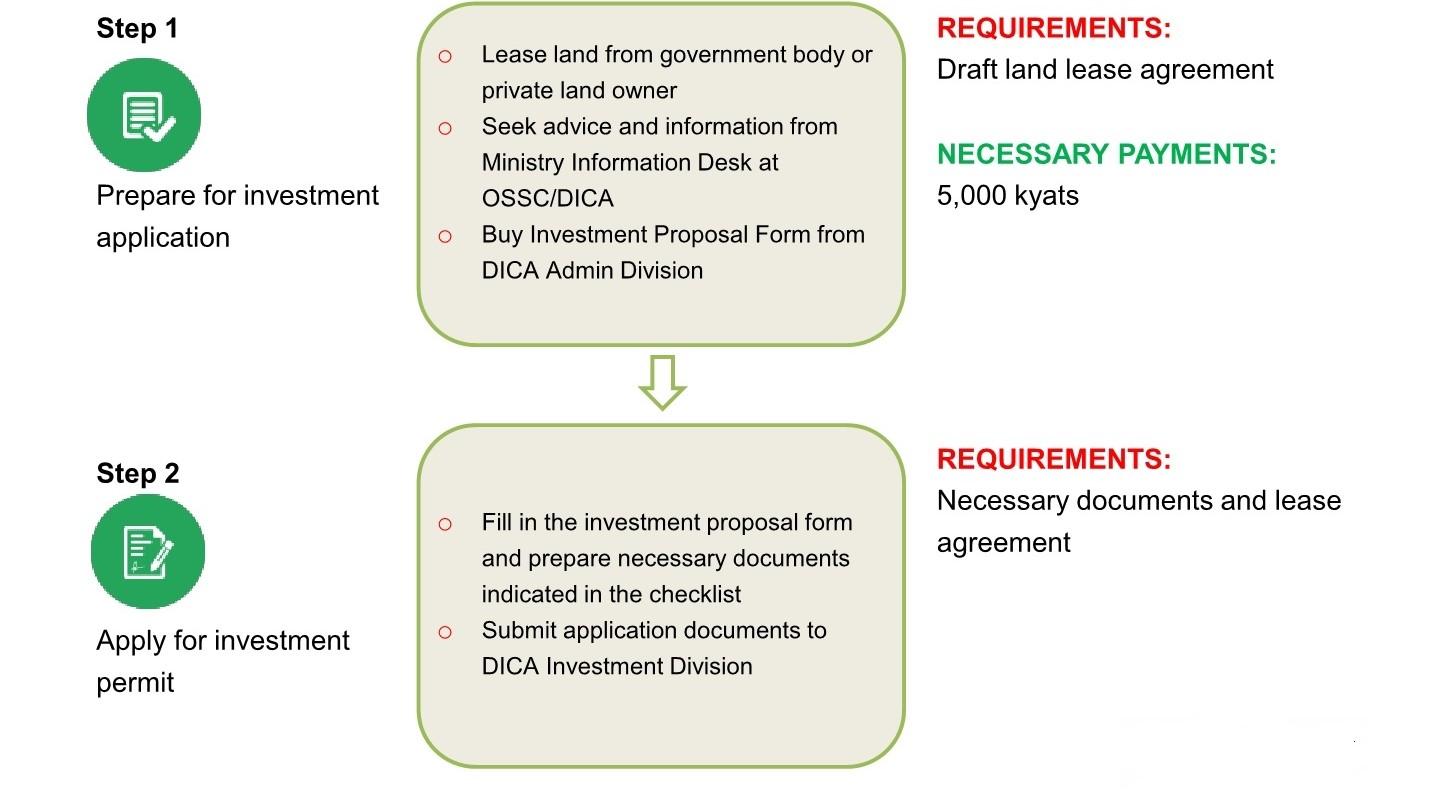 Step 1
Prepare for investment
application
o Lease land from government body or
private land owner
o Seek advice and information from
Ministry Information Desk at
OSSC/DICA
o Buy Investment Proposal Form from
DICA Admin Division
REQUIREMENTS:
Draft land lease agreement
NECESSARY PAYMENTS:
5,000 kyats
Step 2
Apply for investment
permit
o Fill in the investment proposal form
and prepare necessary documents
indicated in the checklist
o Submit application documents to
DICA Investment Division
REQUIREMENTS:
Necessary documents and lease
agreement